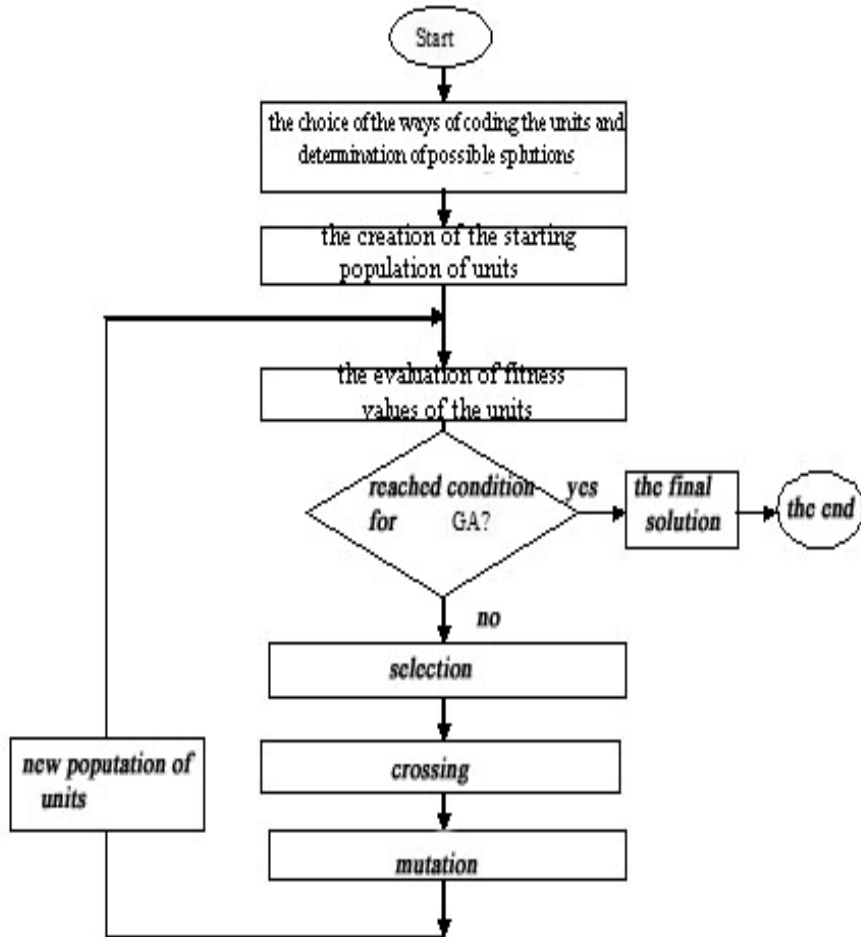 Start
the choice of the ways of coding the units and
determination of possible splutions
the creation of the starting
population of units
the evaluation of fitness
values of the units
reached condition
for GA?
yes
the final
solution
the end
no
selection
crossing
mutation
new poputation of
units